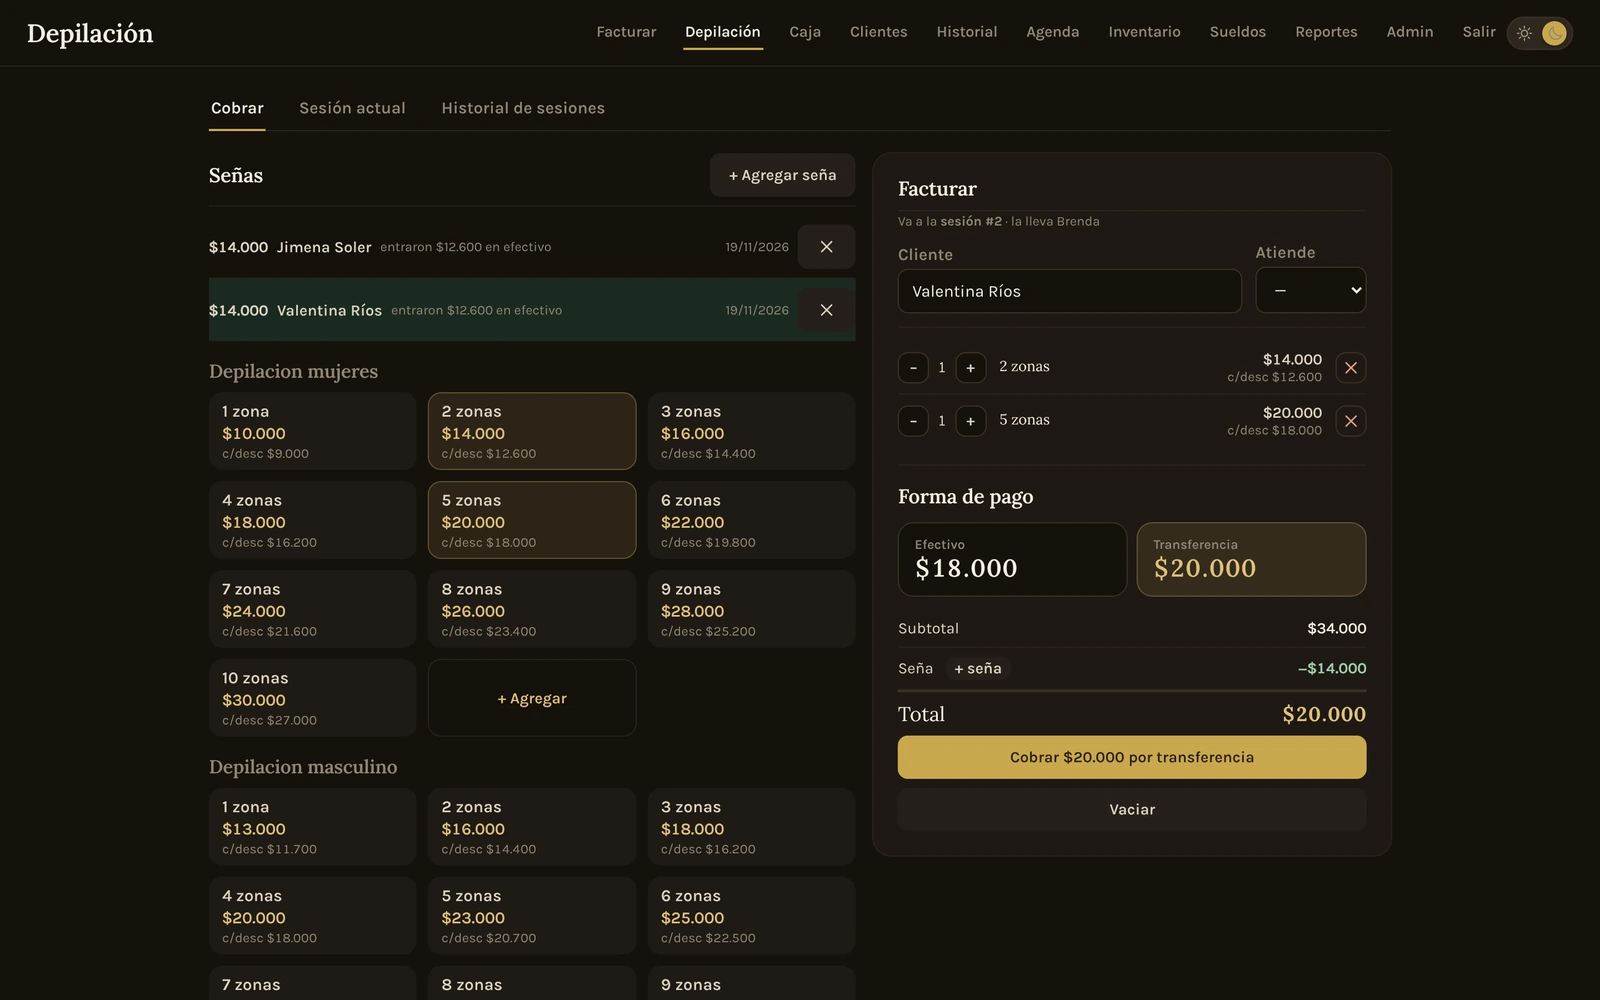 Depilación
Facturar
Depilación
Caja
Clientes
Historial
Agenda
Inventario
Sueldos
Reportes
Admin
Salir
Cobrar
Sesión actual
Historial de sesiones
Señas
+ Agregar seña
$14.000 Jimena Soler entraron $12.600 en efectivo 19/11/2026 ×
$14.000 Valentina Ríos entraron $12.600 en efectivo 19/11/2026 ×
Depilacion mujeres
1 zona
$10.000
c/desc $9.000
2 zonas
$14.000
c/desc $12.600
3 zonas
$16.000
c/desc $14.400
4 zonas
$18.000
c/desc $16.200
5 zonas
$20.000
c/desc $18.000
6 zonas
$22.000
c/desc $19.800
7 zonas
$24.000
c/desc $21.600
8 zonas
$26.000
c/desc $23.400
9 zonas
$28.000
c/desc $25.200
10 zonas
$30.000
c/desc $27.000
+ Agregar
Depilacion masculino
1 zona
$13.000
c/desc $11.700
2 zonas
$16.000
c/desc $14.400
3 zonas
$18.000
c/desc $16.200
4 zonas
$20.000
c/desc $18.000
5 zonas
$23.000
c/desc $20.700
6 zonas
$25.000
c/desc $22.500
7 zonas
8 zonas
9 zonas
Facturar
Va a la sesión #2 · la lleva Brenda
Cliente
Valentina Ríos
Atiende
—
- 1 + 2 zonas $14.000 ×
c/desc $12.600
- 1 + 5 zonas $20.000 ×
c/desc $18.000
Forma de pago
Efectivo
$18.000
Transferencia
$20.000
Subtotal $34.000
Seña + seña −$14.000
Total $20.000
Cobrar $20.000 por transferencia
Vaciar